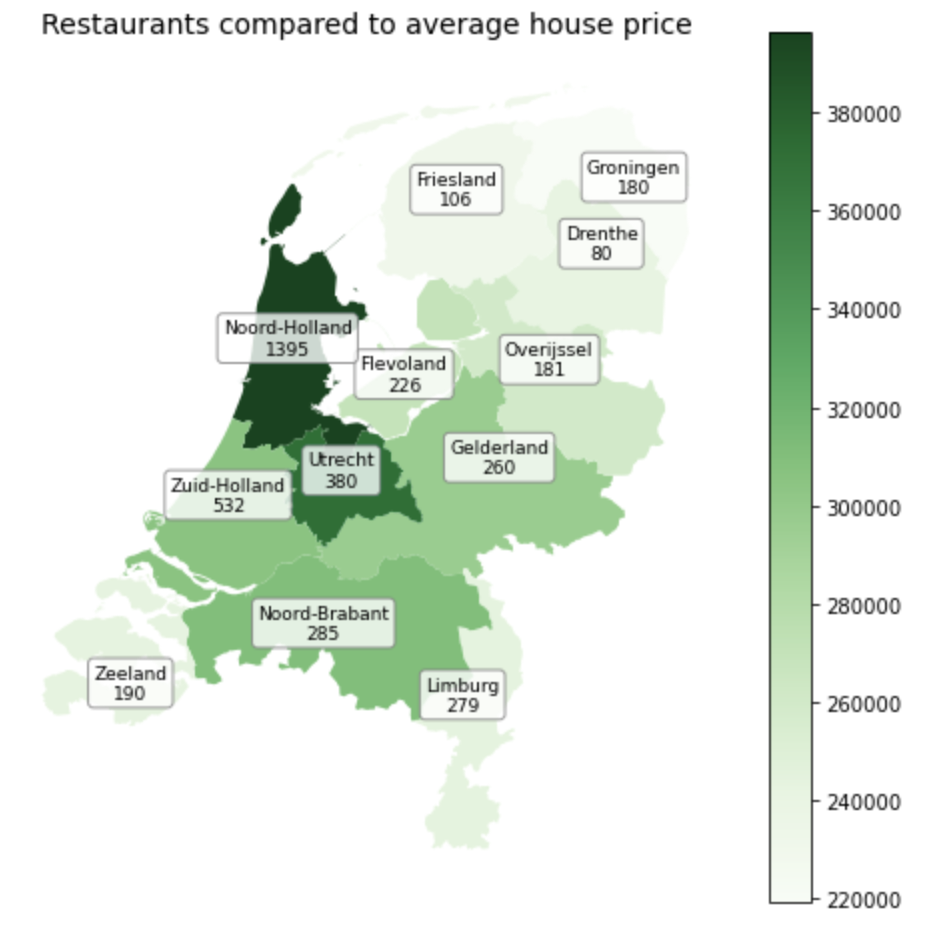 Restaurants compared to average house price
Groningen
180
Friesland
106
Drenthe
80
Noord-Holland
1395
Flevoland
226
Overijssel
181
Gelderland
260
Utrecht
380
Zuid-Holland
532
Noord-Brabant
285
Zeeland
190
Limburg
279
380000
360000
340000
320000
300000
280000
260000
240000
220000